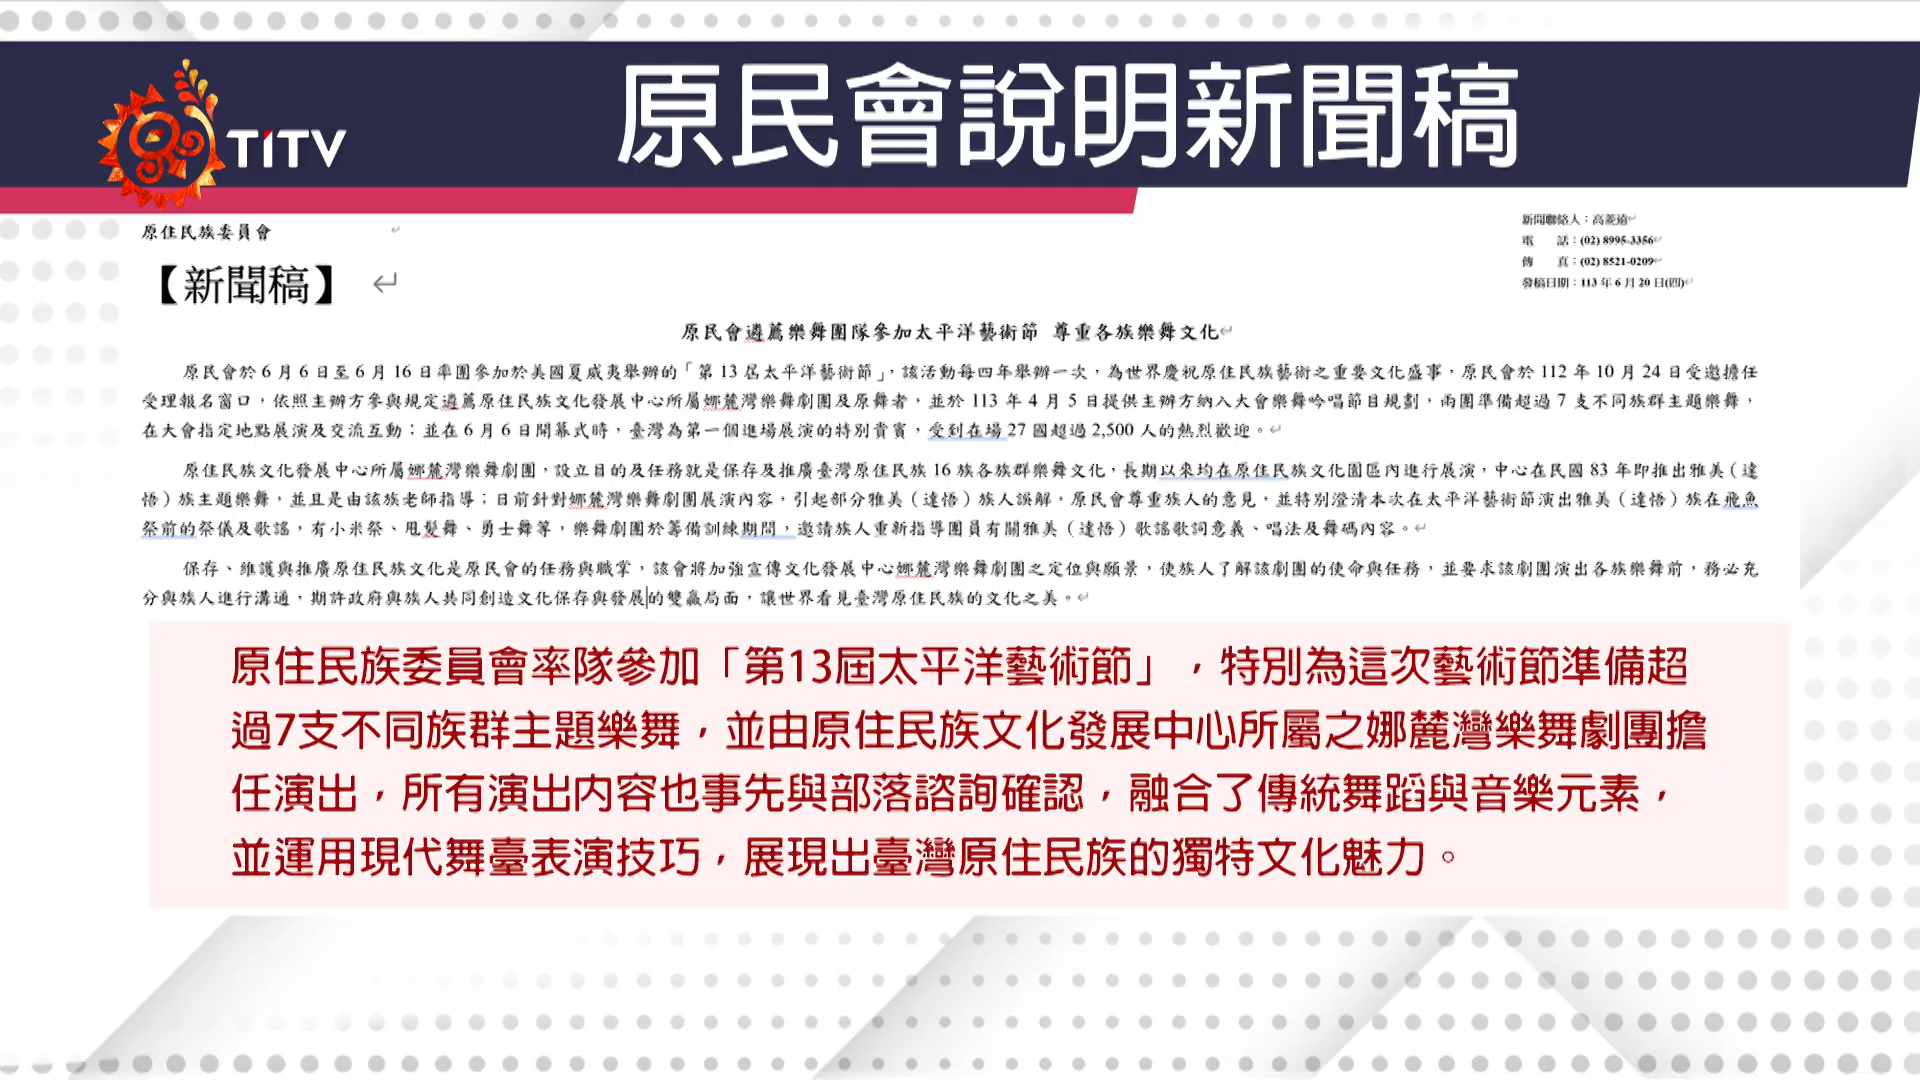 原民會說明新聞稿
TITV
原住民族委員會
新聞聯絡人：高菱遠
電 話：(02) 8995-3356
傳 真：(02) 8521-0209
發稿日期：113 年 6 月 20 日(四)
【新聞稿】
原民會遴薦樂舞團隊參加太平洋藝術節 尊重各族樂舞文化
原民會於 6 月 6 日至 6 月 16 日率團參加於美國夏威夷舉辦的「第 13 屆太平洋藝術節」，該活動每四年舉辦一次，為世界慶祝原住民族藝術之重要文化盛事，原民會於 112 年 10 月 24 日受邀擔任
受理報名窗口，依照主辦方參與規定遴薦原住民族文化發展中心所屬娜麓灣樂舞劇團及原舞者，並於 113 年 4 月 5 日提供主辦方納入大會樂舞吟唱節目規劃，兩團準備超過 7 支不同族群主題樂舞，
在大會指定地點展演及交流互動；並在 6 月 6 日開幕式時，臺灣為第一個進場展演的特別貴賓，受到在場 27 國超過 2,500 人的熱烈歡迎。
原住民族文化發展中心所屬娜麓灣樂舞劇團，設立目的及任務就是保存及推廣臺灣原住民族 16 族各族群樂舞文化，長期以來均在原住民族文化園區內進行展演，中心在民國 83 年即推出雅美（達
悟）族主題樂舞，並且是由該族老師指導；日前針對娜麓灣樂舞劇團展演內容，引起部分雅美（達悟）族人誤解，原民會尊重族人的意見，並特別澄清本次在太平洋藝術節演出雅美（達悟）族在飛魚
祭前的祭儀及歌謠，有小米祭、甩髮舞、勇士舞等，樂舞劇團於籌備訓練期間，邀請族人重新指導團員有關雅美（達悟）歌謠歌詞意義、唱法及舞碼內容。
保存、維護與推廣原住民族文化是原民會的任務與職掌，該會將加強宣傳文化發展中心娜麓灣樂舞劇團之定位與願景，使族人了解該劇團的使命與任務，並要求該劇團演出各族樂舞前，務必充
分與族人進行溝通，期許政府與族人共同創造文化保存與發展的雙贏局面，讓世界看見臺灣原住民族的文化之美。
原住民族委員會率隊參加「第13屆太平洋藝術節」，特別為這次藝術節準備超
過7支不同族群主題樂舞，並由原住民族文化發展中心所屬之娜麓灣樂舞劇團擔
任演出，所有演出內容也事先與部落諮詢確認，融合了傳統舞蹈與音樂元素，
並運用現代舞臺表演技巧，展現出臺灣原住民族的獨特文化魅力。